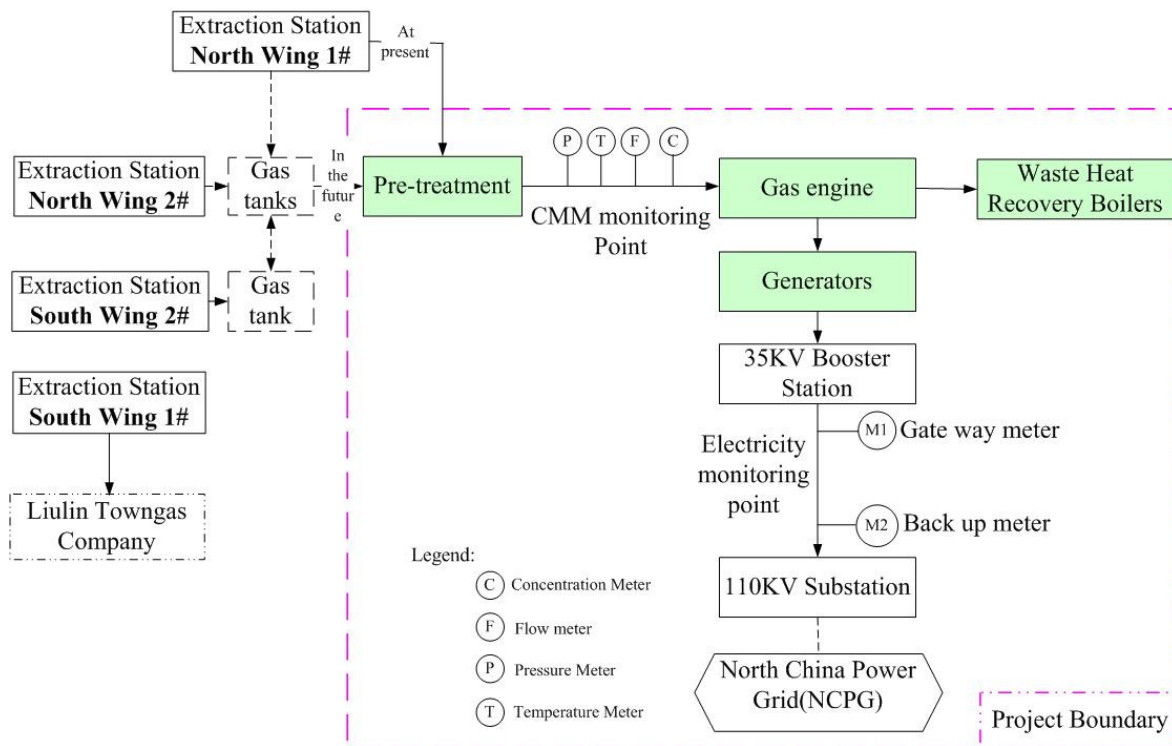 Extraction Station
North Wing 1#
At
present
Extraction Station
North Wing 2#
Gas
tanks
In
the
futur
e
Pre-treatment
P
T
F
C
CMM monitoring
Point
Gas engine
Waste Heat
Recovery Boilers
Extraction Station
South Wing 2#
Gas
tank
Generators
Extraction Station
South Wing 1#
35KV Booster
Station
M1
Gate way meter
Electricity
monitoring
point
Liulin Towngas
Company
M2
Back up meter
Legend:
C Concentration Meter
F Flow meter
P Pressure Meter
T Temperature Meter
110KV Substation
North China Power
Grid(NCPG)
Project Boundary